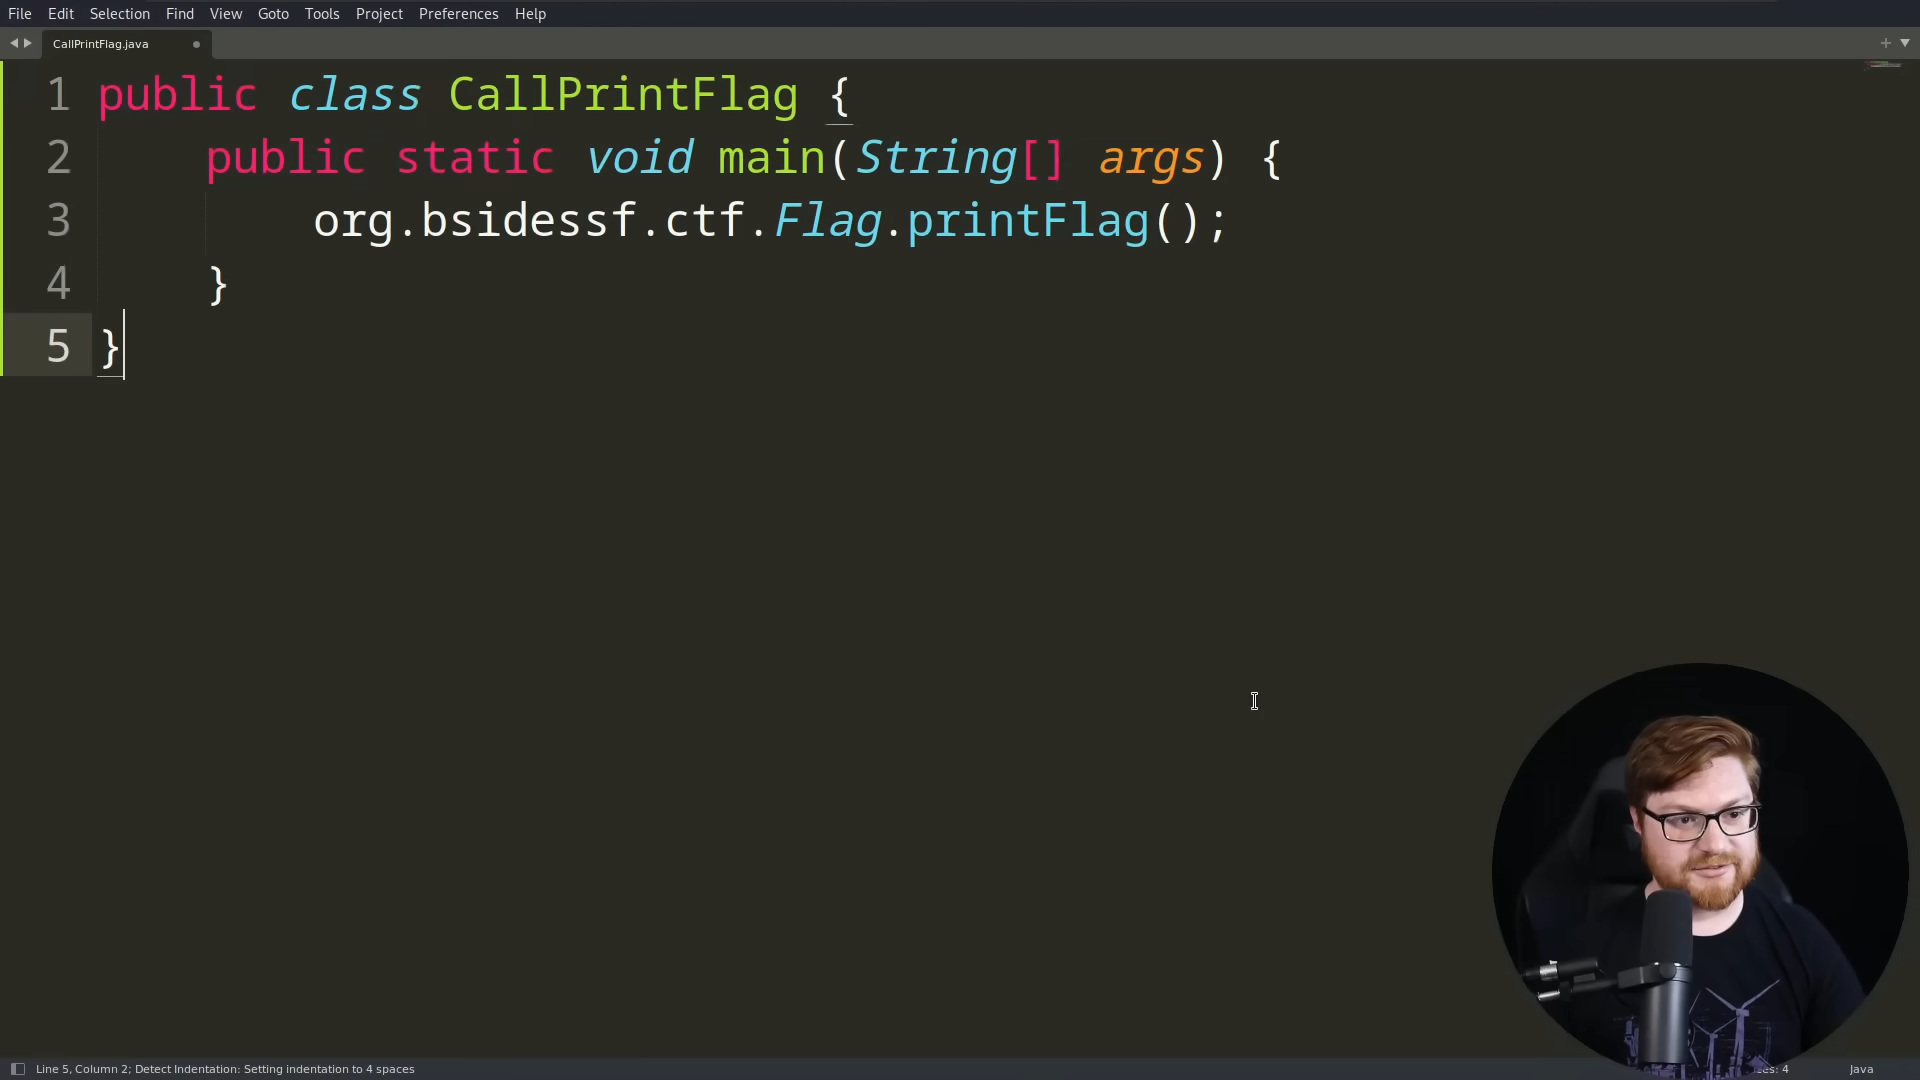 File Edit Selection Find View Goto Tools Project Preferences Help
CallPrintFlag.java
1 public class CallPrintFlag {
2 public static void main(String[] args) {
3 org.bsidessf.ctf.Flag.printFlag();
4 }
5 }
Line 5, Column 2; Detect Indentation: Setting indentation to 4 spaces
4 Java